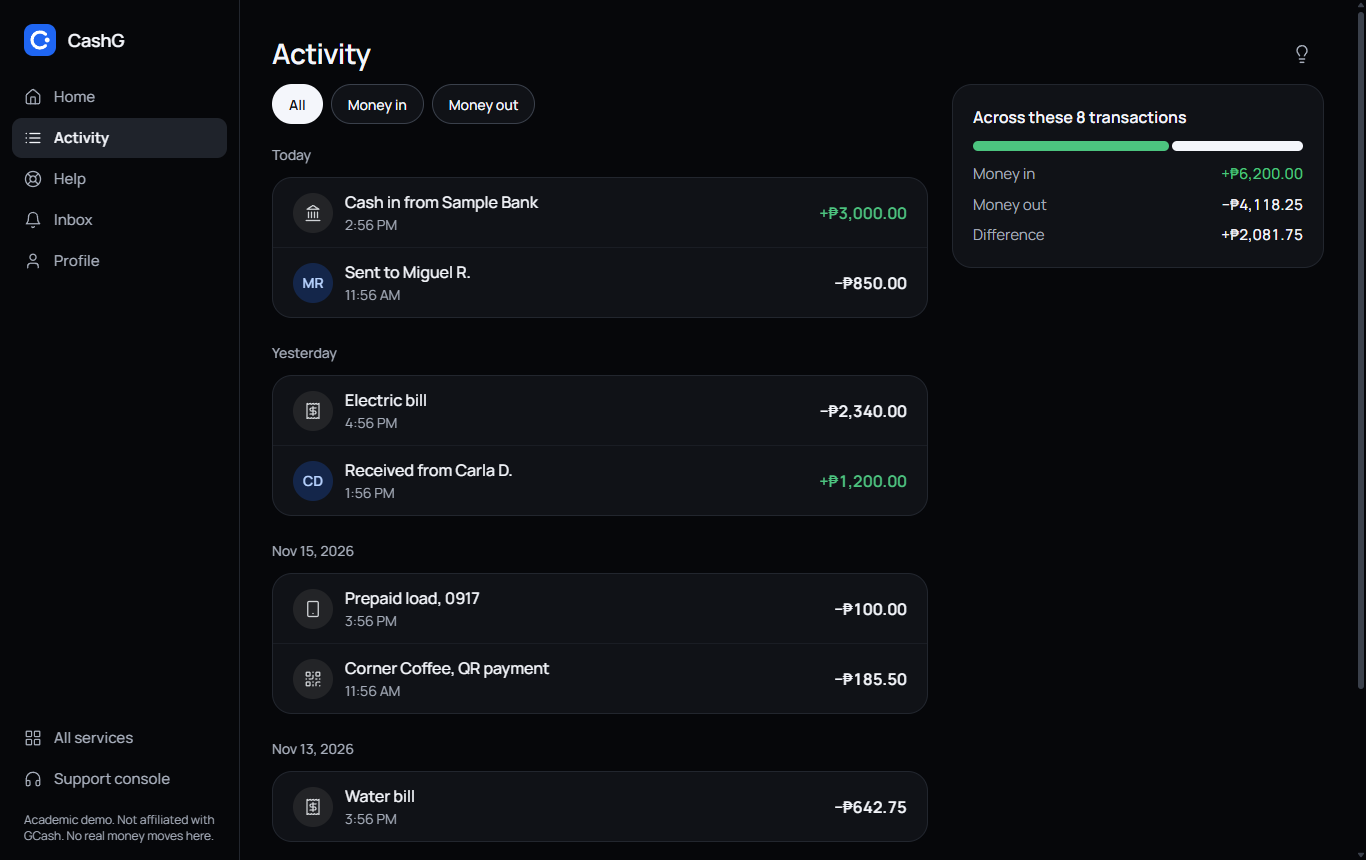 CashG
Home
Activity
Help
Inbox
Profile
All services
Support console
Academic demo. Not affiliated with
GCash. No real money moves here.
Activity
All
Money in
Money out
Today
Cash in from Sample Bank
2:56 PM
+₱3,000.00
MR
Sent to Miguel R.
11:56 AM
−₱850.00
Yesterday
Electric bill
4:56 PM
−₱2,340.00
CD
Received from Carla D.
1:56 PM
+₱1,200.00
Nov 15, 2026
Prepaid load, 0917
3:56 PM
−₱100.00
Corner Coffee, QR payment
11:56 AM
−₱185.50
Nov 13, 2026
Water bill
3:56 PM
−₱642.75
Across these 8 transactions
Money in +₱6,200.00
Money out −₱4,118.25
Difference +₱2,081.75